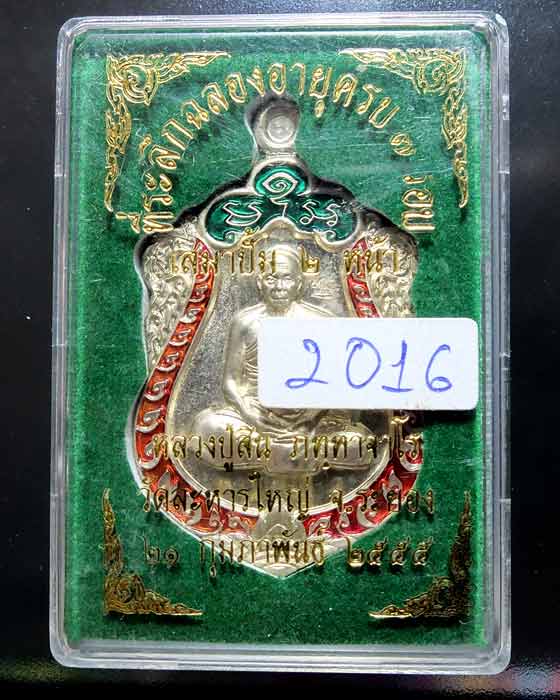 ที่ระลึกฉลองอายุครบ ๗ รอบ
เสมาปั๊ม ๒ หน้า
2016
หลวงปู่สิน ภทฺทาจาโร
วัดละหารใหญ่ จ.ระยอง
๒๑ กุมภาพันธ์ ๒๕๕๕